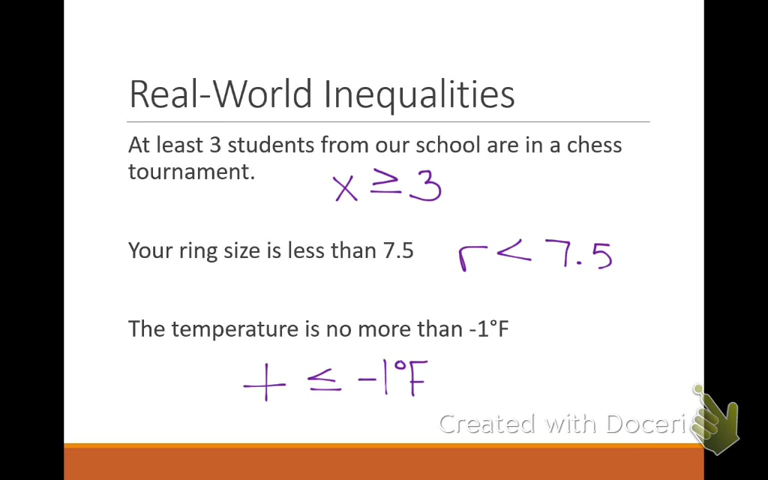 Real-World Inequalities
At least 3 students from our school are in a chess
tournament.
x ≥ 3
Your ring size is less than 7.5
r < 7.5
The temperature is no more than -1°F
t ≤ -1°F
Created with Doceri